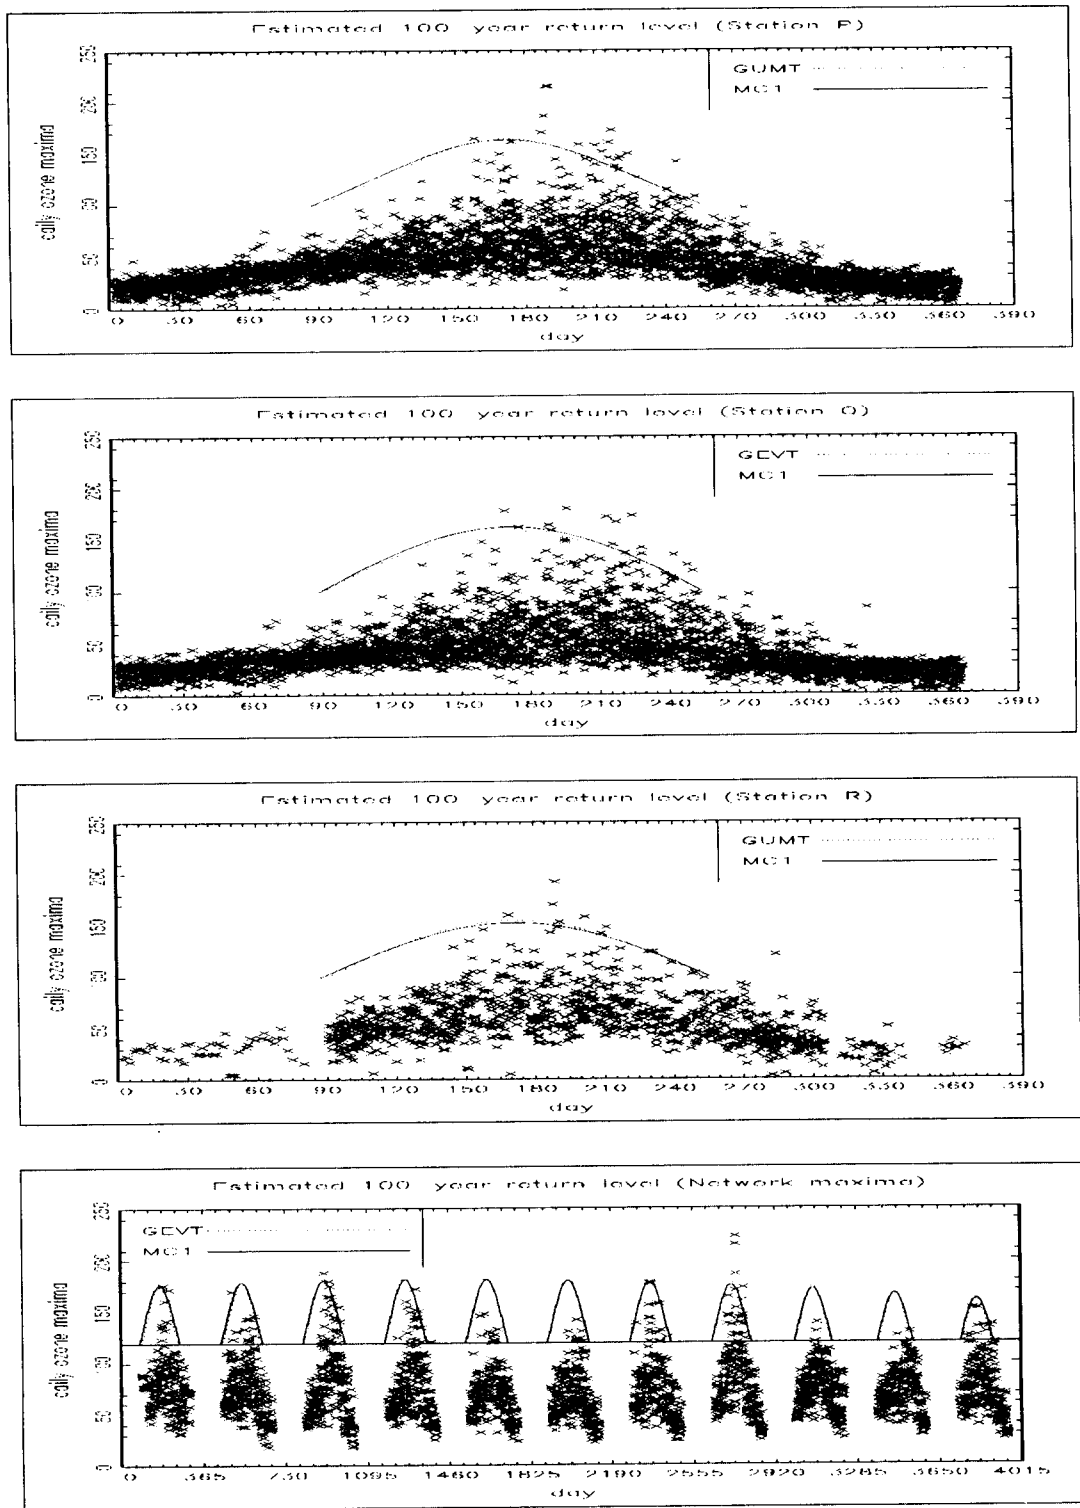 Estimated 100 year return level (Station P)
GUMT
MC1
daily ozone maxima
0 50 100 150 200 250
0 30 60 90 120 150 180 210 240 270 300 330 360 390
day
Estimated 100 year return level (Station Q)
GEVT
MC1
daily ozone maxima
0 50 100 150 200 250
0 30 60 90 120 150 180 210 240 270 300 330 360 390
day
Estimated 100 year return level (Station R)
GUMT
MC1
daily ozone maxima
0 50 100 150 200 250
0 30 60 90 120 150 180 210 240 270 300 330 360 390
day
Estimated 100 year return level (Network maxima)
GEVT
MC1
daily ozone maxima
0 50 100 150 200 250
0 365 730 1095 1460 1825 2190 2555 2920 3285 3650 4015
day